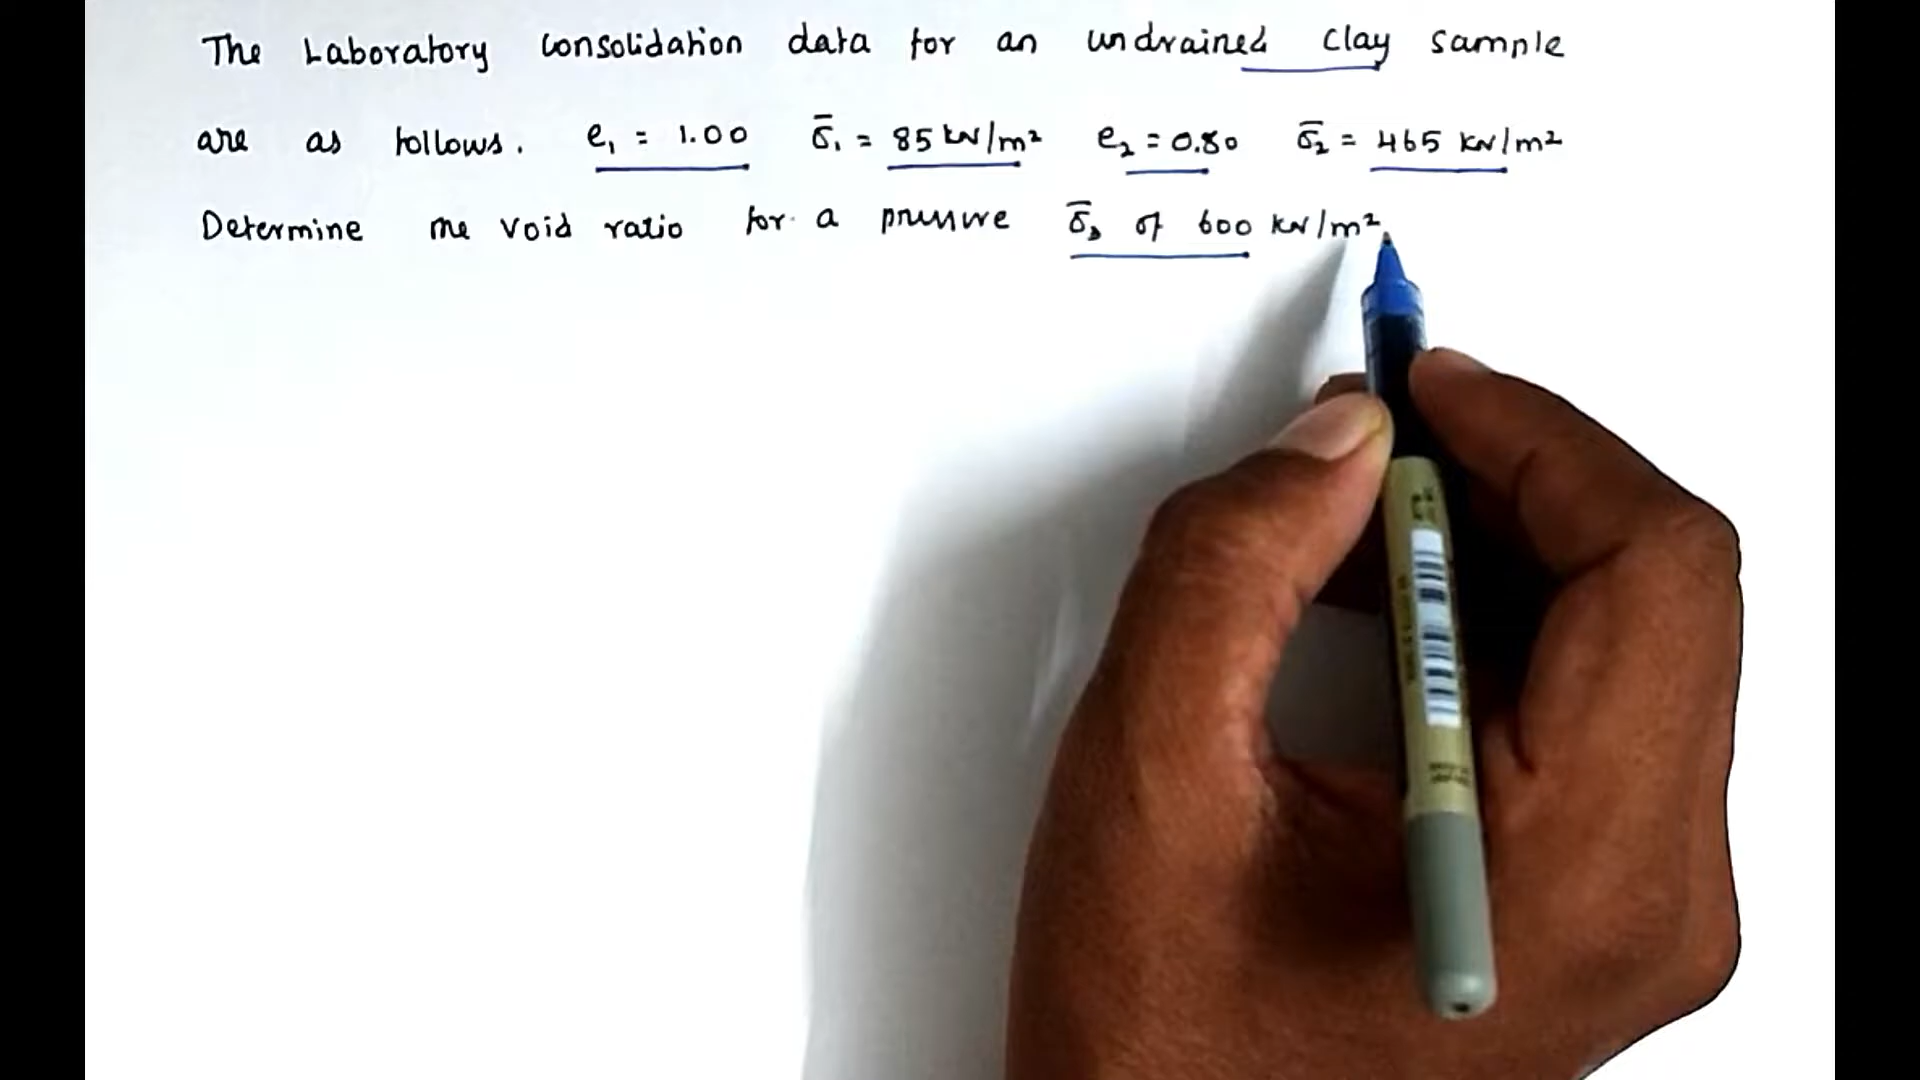 The Laboratory consolidation data for an undrained clay sample
are as follows. e₁ = 1.00 σ̄₁ = 85 kN/m² e₂ = 0.80 σ̄₂ = 465 kN/m²
Determine the void ratio for a pressure σ̄₃ of 600 kN/m²